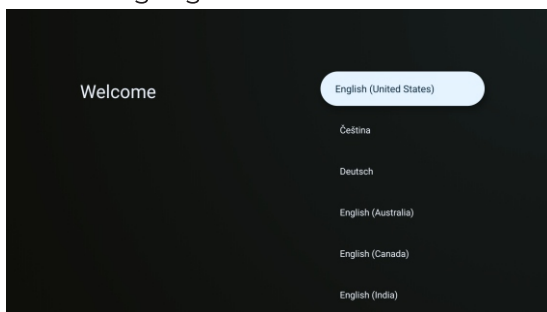 Welcome
English (United States)
Čeština
Deutsch
English (Australia)
English (Canada)
English (India)